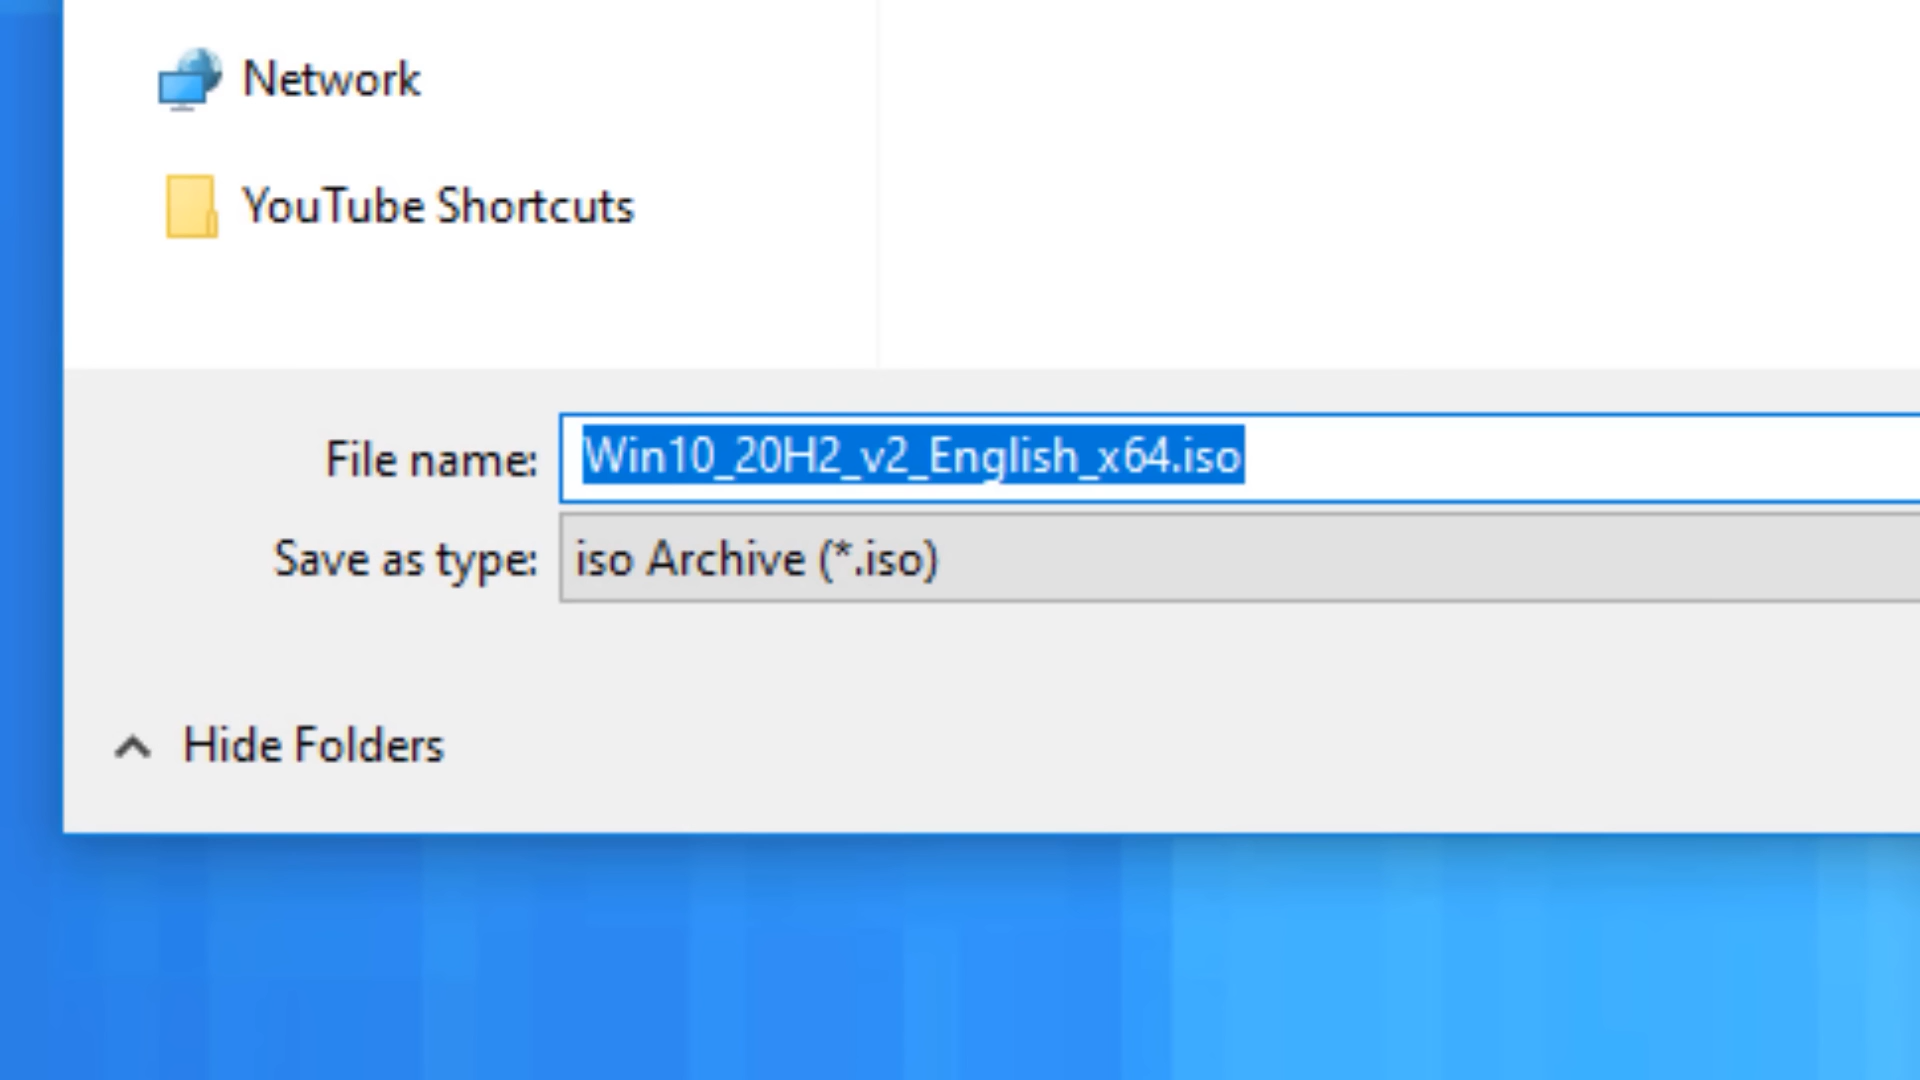 Network
YouTube Shortcuts
File name: Win10_20H2_v2_English_x64.iso
Save as type: iso Archive (*.iso)
Hide Folders